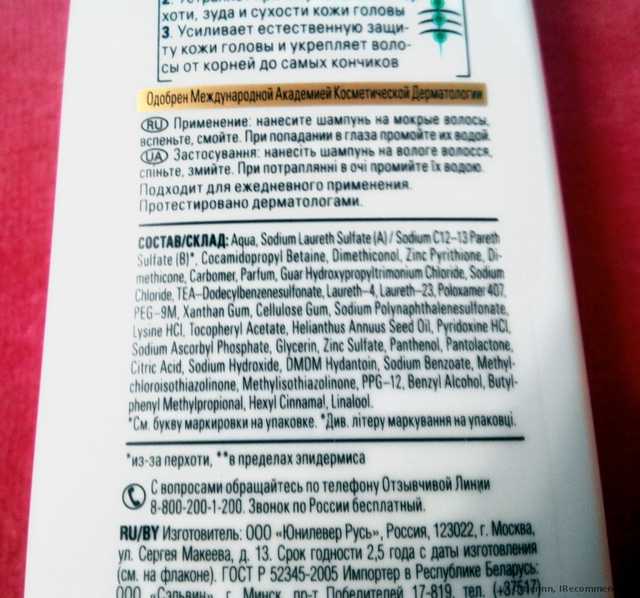 хоти, зуда и сухости кожи головы
3. Усиливает естественную защи-
ту кожи головы и укрепляет воло-
сы от корней до самых кончиков
Одобрен Международной Академией Косметической Дерматологии
RU Применение: нанесите шампунь на мокрые волосы,
вспеньте, смойте. При попадании в глаза промойте их водой.
UA Застосування: нанесіть шампунь на вологе волосся,
спіньте, змийте. При потраплянні в очі промийте їх водою.
Подходит для ежедневного применения.
Протестировано дерматологами.
СОСТАВ/СКЛАД: Aqua, Sodium Laureth Sulfate (A) / Sodium C12-13 Pareth
Sulfate (B)*, Cocamidopropyl Betaine, Dimethiconol, Zinc Pyrithione, Di-
methicone, Carbomer, Parfum, Guar Hydroxypropyltrimonium Chloride, Sodium
Chloride, TEA-Dodecylbenzenesulfonate, Laureth-4, Laureth-23, Poloxamer 407,
PEG-9M, Xanthan Gum, Cellulose Gum, Sodium Polynaphthalenesulfonate,
Lysine HCl, Tocopheryl Acetate, Helianthus Annuus Seed Oil, Pyridoxine HCl,
Sodium Ascorbyl Phosphate, Glycerin, Zinc Sulfate, Panthenol, Pantolactone,
Citric Acid, Sodium Hydroxide, DMDM Hydantoin, Sodium Benzoate, Methyl-
chloroisothiazolinone, Methylisothiazolinone, PPG-12, Benzyl Alcohol, Butyl-
phenyl Methylpropional, Hexyl Cinnamal, Linalool.
*См. букву маркировки на упаковке. *Див. літеру маркування на упаковці.
*из-за перхоти, **в пределах эпидермиса
С вопросами обращайтесь по телефону Отзывчивой Линии
8-800-200-1-200. Звонок по России бесплатный.
RU/BY Изготовитель: ООО «Юнилевер Русь», Россия, 123022, г. Москва,
ул. Сергея Макеева, д. 13. Срок годности 2,5 года с даты изготовления
(см. на флаконе). ГОСТ Р 52345-2005 Импортер в Республике Беларусь:
ООО «Сэльвин» г. Минск, пр-т Победителей 17-819, тел. (+37517)